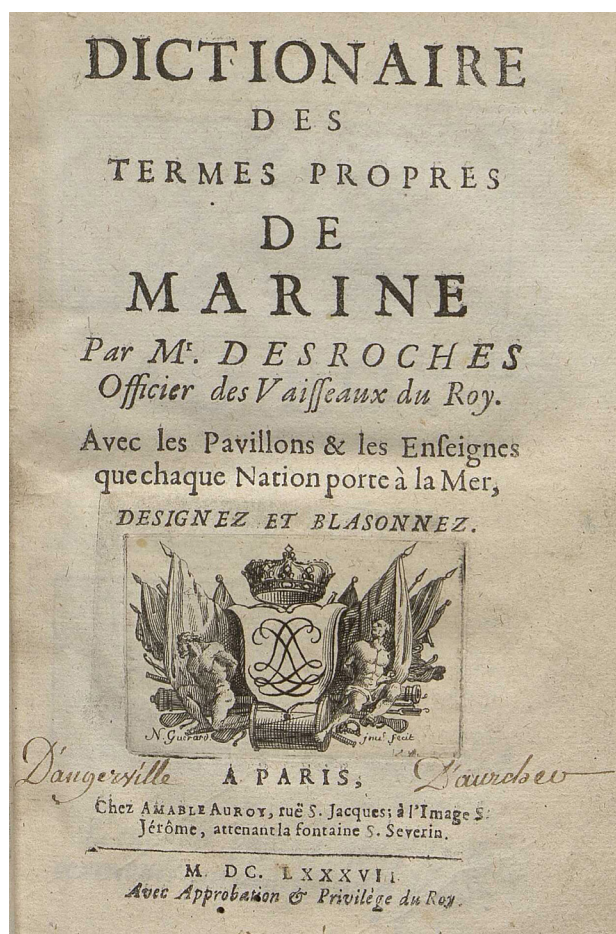 DICTIONAIRE
DES
TERMES PROPRES
DE
MARINE
Par Mr. DESROCHES
Officier des Vaiſſeaux du Roy.
Avec les Pavillons & les Enſeignes
que chaque Nation porte à la Mer,
DESIGNEZ ET BLASONNEZ.
N. Guerard inu. fecit
Dangerville
A PARIS,
Chez AMABLE AUROY, ruë S. Jacques; à l'Image S.
Jérôme, attenant la fontaine S. Severin.
M. DC. LXXXVII.
Avec Approbation & Privilège du Roy.